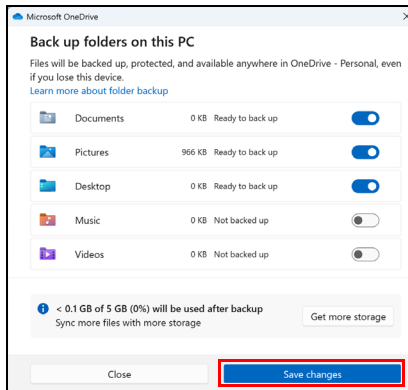 Microsoft OneDrive
Back up folders on this PC
Files will be backed up, protected, and available anywhere in OneDrive - Personal, even
if you lose this device.
Learn more about folder backup
Documents 0 KB Ready to back up
Pictures 966 KB Ready to back up
Desktop 0 KB Ready to back up
Music 0 KB Not backed up
Videos 0 KB Not backed up
< 0.1 GB of 5 GB (0%) will be used after backup
Sync more files with more storage
Get more storage
Close
Save changes